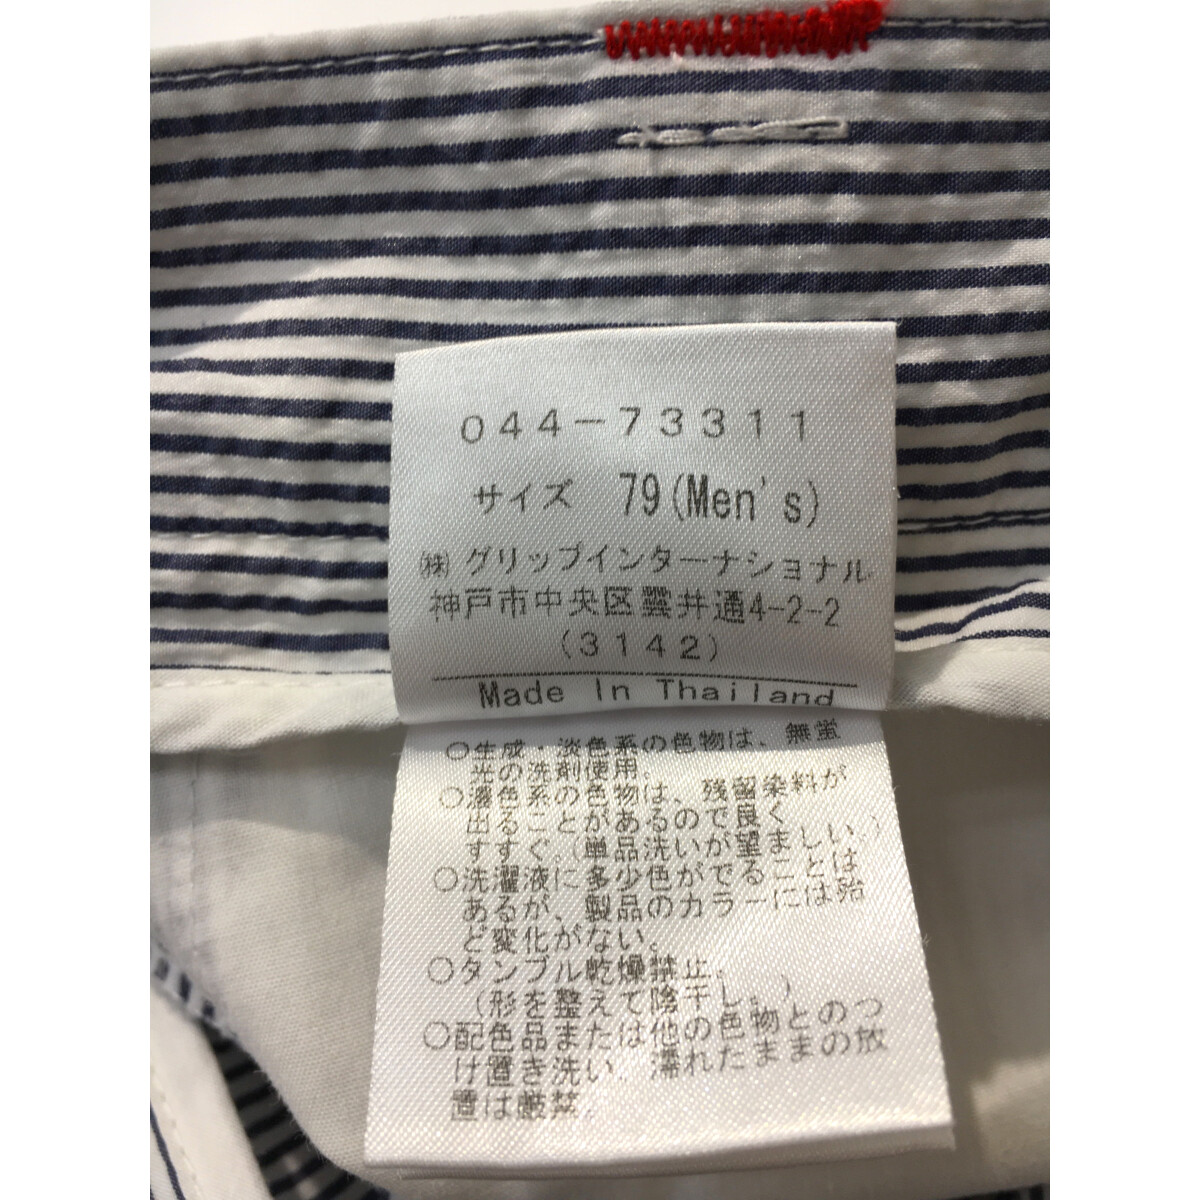 044-73311
サイズ 79(Men's)
㈱グリップインターナショナル
神戸市中央区雲井通4-2-2
(3142)
Made In Thailand
○生成・淡色系の色物は、無蛍
光の洗剤使用。
○濃色系の色物は、残留染料が
出ることがあるので良く
すすぐ。(単品洗いが望ましい。)
○洗濯液に多少色がでることは
あるが、製品のカラーには殆
ど変化がない。
○タンブル乾燥禁止。
(形を整えて陰干し。)
○配色品または他の色物とのつ
け置き洗い、濡れたままの放
置は厳禁。